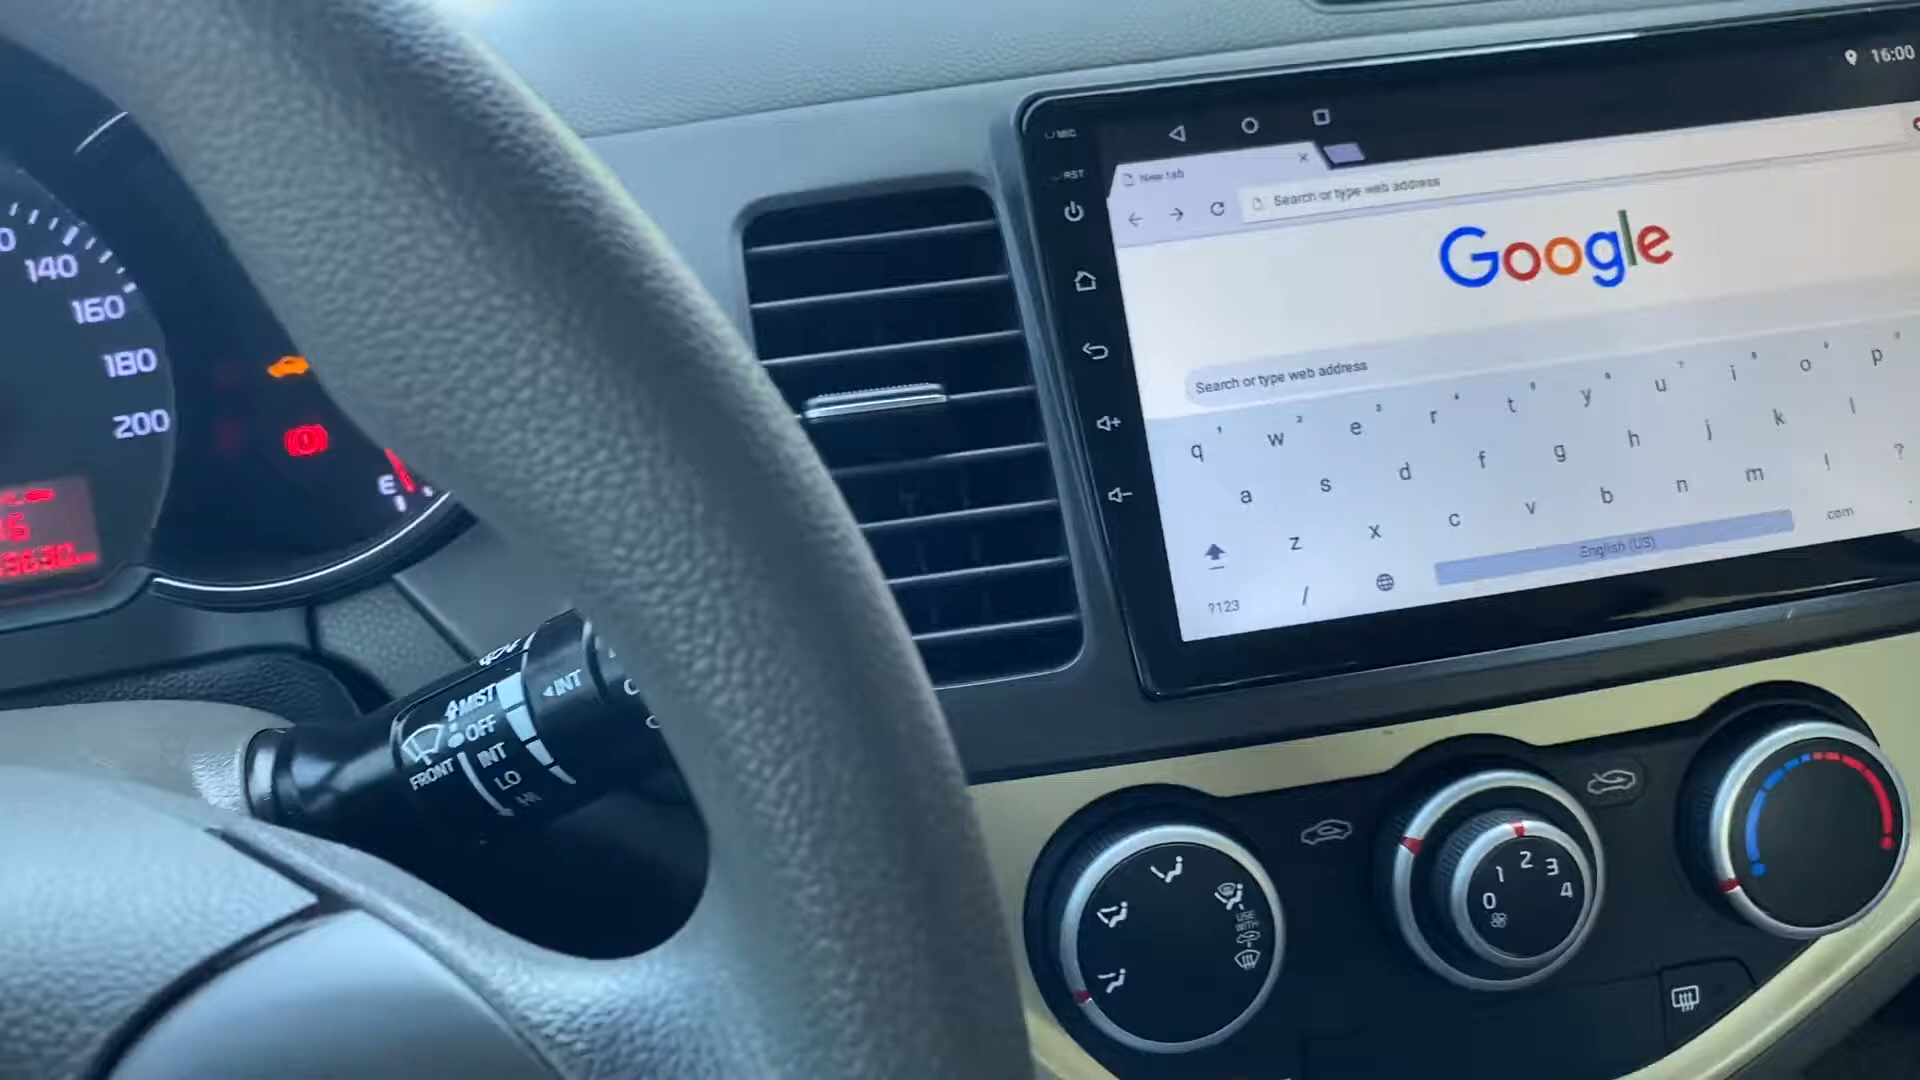 16:00
MIC
RST
New tab
Search or type web address
Google
Search or type web address
q w e r t y u i o p
a s d f g h j k l
z x c v b n m ! ?
?123 / English (US) .com
140
160
180
200
E
MIST
OFF
INT
LO
HI
FRONT
INT
USE
WITH
0 1 2 3 4